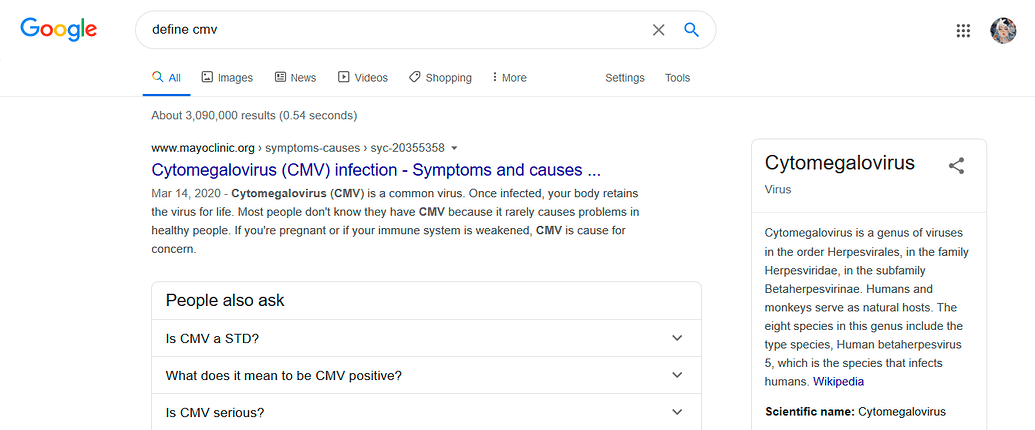 Google
define cmv
All Images News Videos Shopping More Settings Tools
About 3,090,000 results (0.54 seconds)
www.mayoclinic.org › symptoms-causes › syc-20355358
Cytomegalovirus (CMV) infection - Symptoms and causes ...
Mar 14, 2020 - Cytomegalovirus (CMV) is a common virus. Once infected, your body retains
the virus for life. Most people don't know they have CMV because it rarely causes problems in
healthy people. If you're pregnant or if your immune system is weakened, CMV is cause for
concern.
People also ask
Is CMV a STD?
What does it mean to be CMV positive?
Is CMV serious?
Cytomegalovirus
Virus
Cytomegalovirus is a genus of viruses
in the order Herpesvirales, in the family
Herpesviridae, in the subfamily
Betaherpesvirinae. Humans and
monkeys serve as natural hosts. The
eight species in this genus include the
type species, Human betaherpesvirus
5, which is the species that infects
humans. Wikipedia
Scientific name: Cytomegalovirus